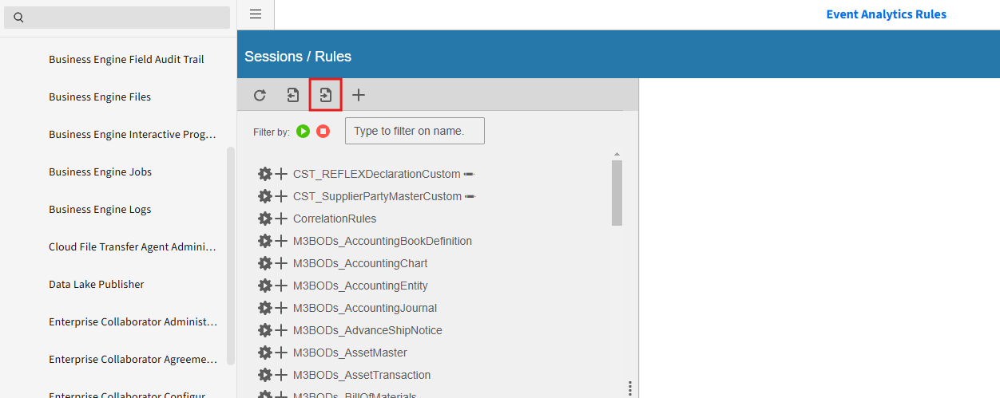 Event Analytics Rules
Business Engine Field Audit Trail
Business Engine Files
Business Engine Interactive Prog…
Business Engine Jobs
Business Engine Logs
Cloud File Transfer Agent Admini…
Data Lake Publisher
Enterprise Collaborator Administ…
Enterprise Collaborator Agreeme…
Enterprise Collaborator Configur
Sessions / Rules
Filter by:
Type to filter on name.
CST_REFLEXDeclarationCustom
CST_SupplierPartyMasterCustom
CorrelationRules
M3BODs_AccountingBookDefinition
M3BODs_AccountingChart
M3BODs_AccountingEntity
M3BODs_AccountingJournal
M3BODs_AdvanceShipNotice
M3BODs_AssetMaster
M3BODs_AssetTransaction
M3BODs_BillOfMaterials